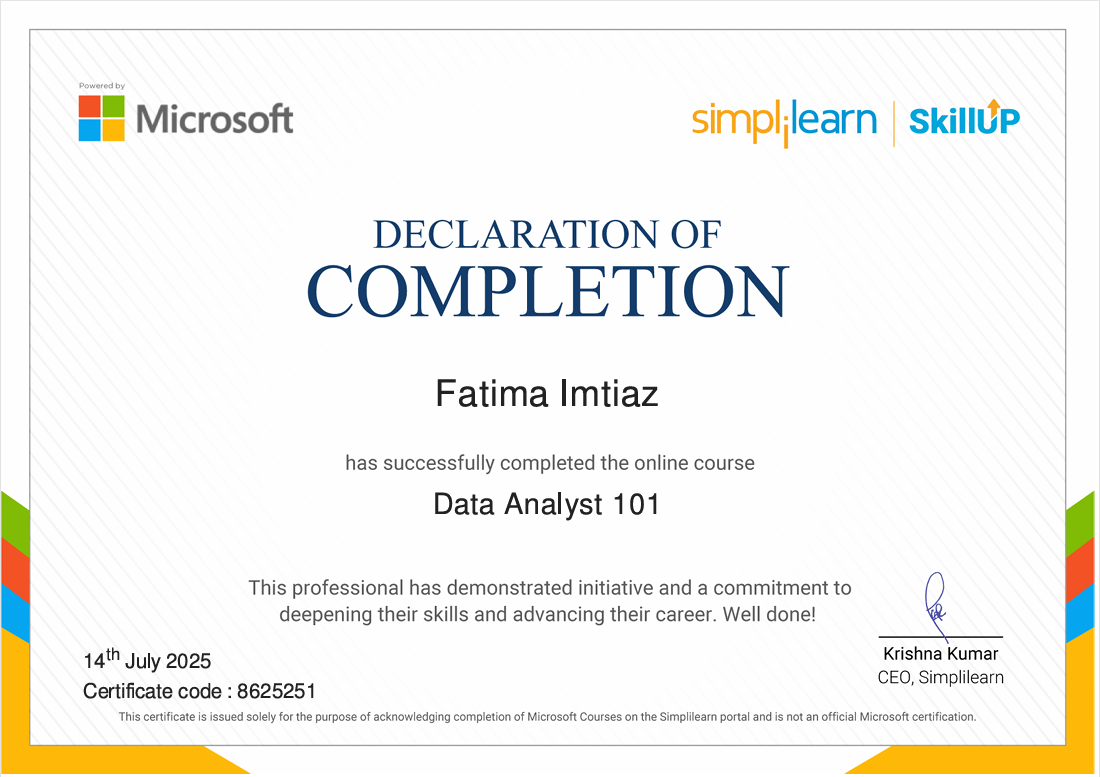 Powered by
Microsoft
simplilearn | SkillUP
DECLARATION OF
COMPLETION
Fatima Imtiaz
has successfully completed the online course
Data Analyst 101
This professional has demonstrated initiative and a commitment to
deepening their skills and advancing their career. Well done!
14th July 2025
Certificate code : 8625251
Krishna Kumar
CEO, Simplilearn
This certificate is issued solely for the purpose of acknowledging completion of Microsoft Courses on the Simplilearn portal and is not an official Microsoft certification.